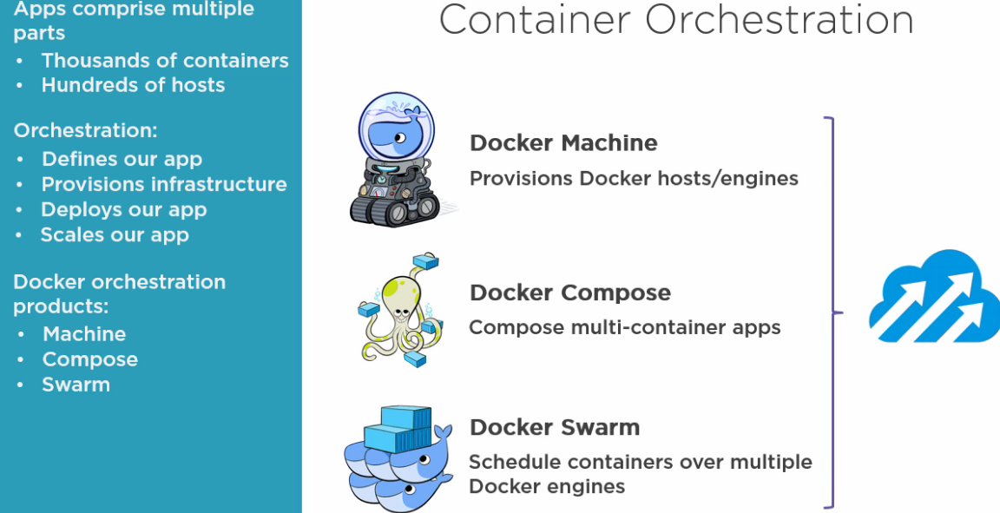 Apps comprise multiple
parts
• Thousands of containers
• Hundreds of hosts
Orchestration:
• Defines our app
• Provisions infrastructure
• Deploys our app
• Scales our app
Docker orchestration
products:
• Machine
• Compose
• Swarm
Container Orchestration
Docker Machine
Provisions Docker hosts/engines
Docker Compose
Compose multi-container apps
Docker Swarm
Schedule containers over multiple
Docker engines